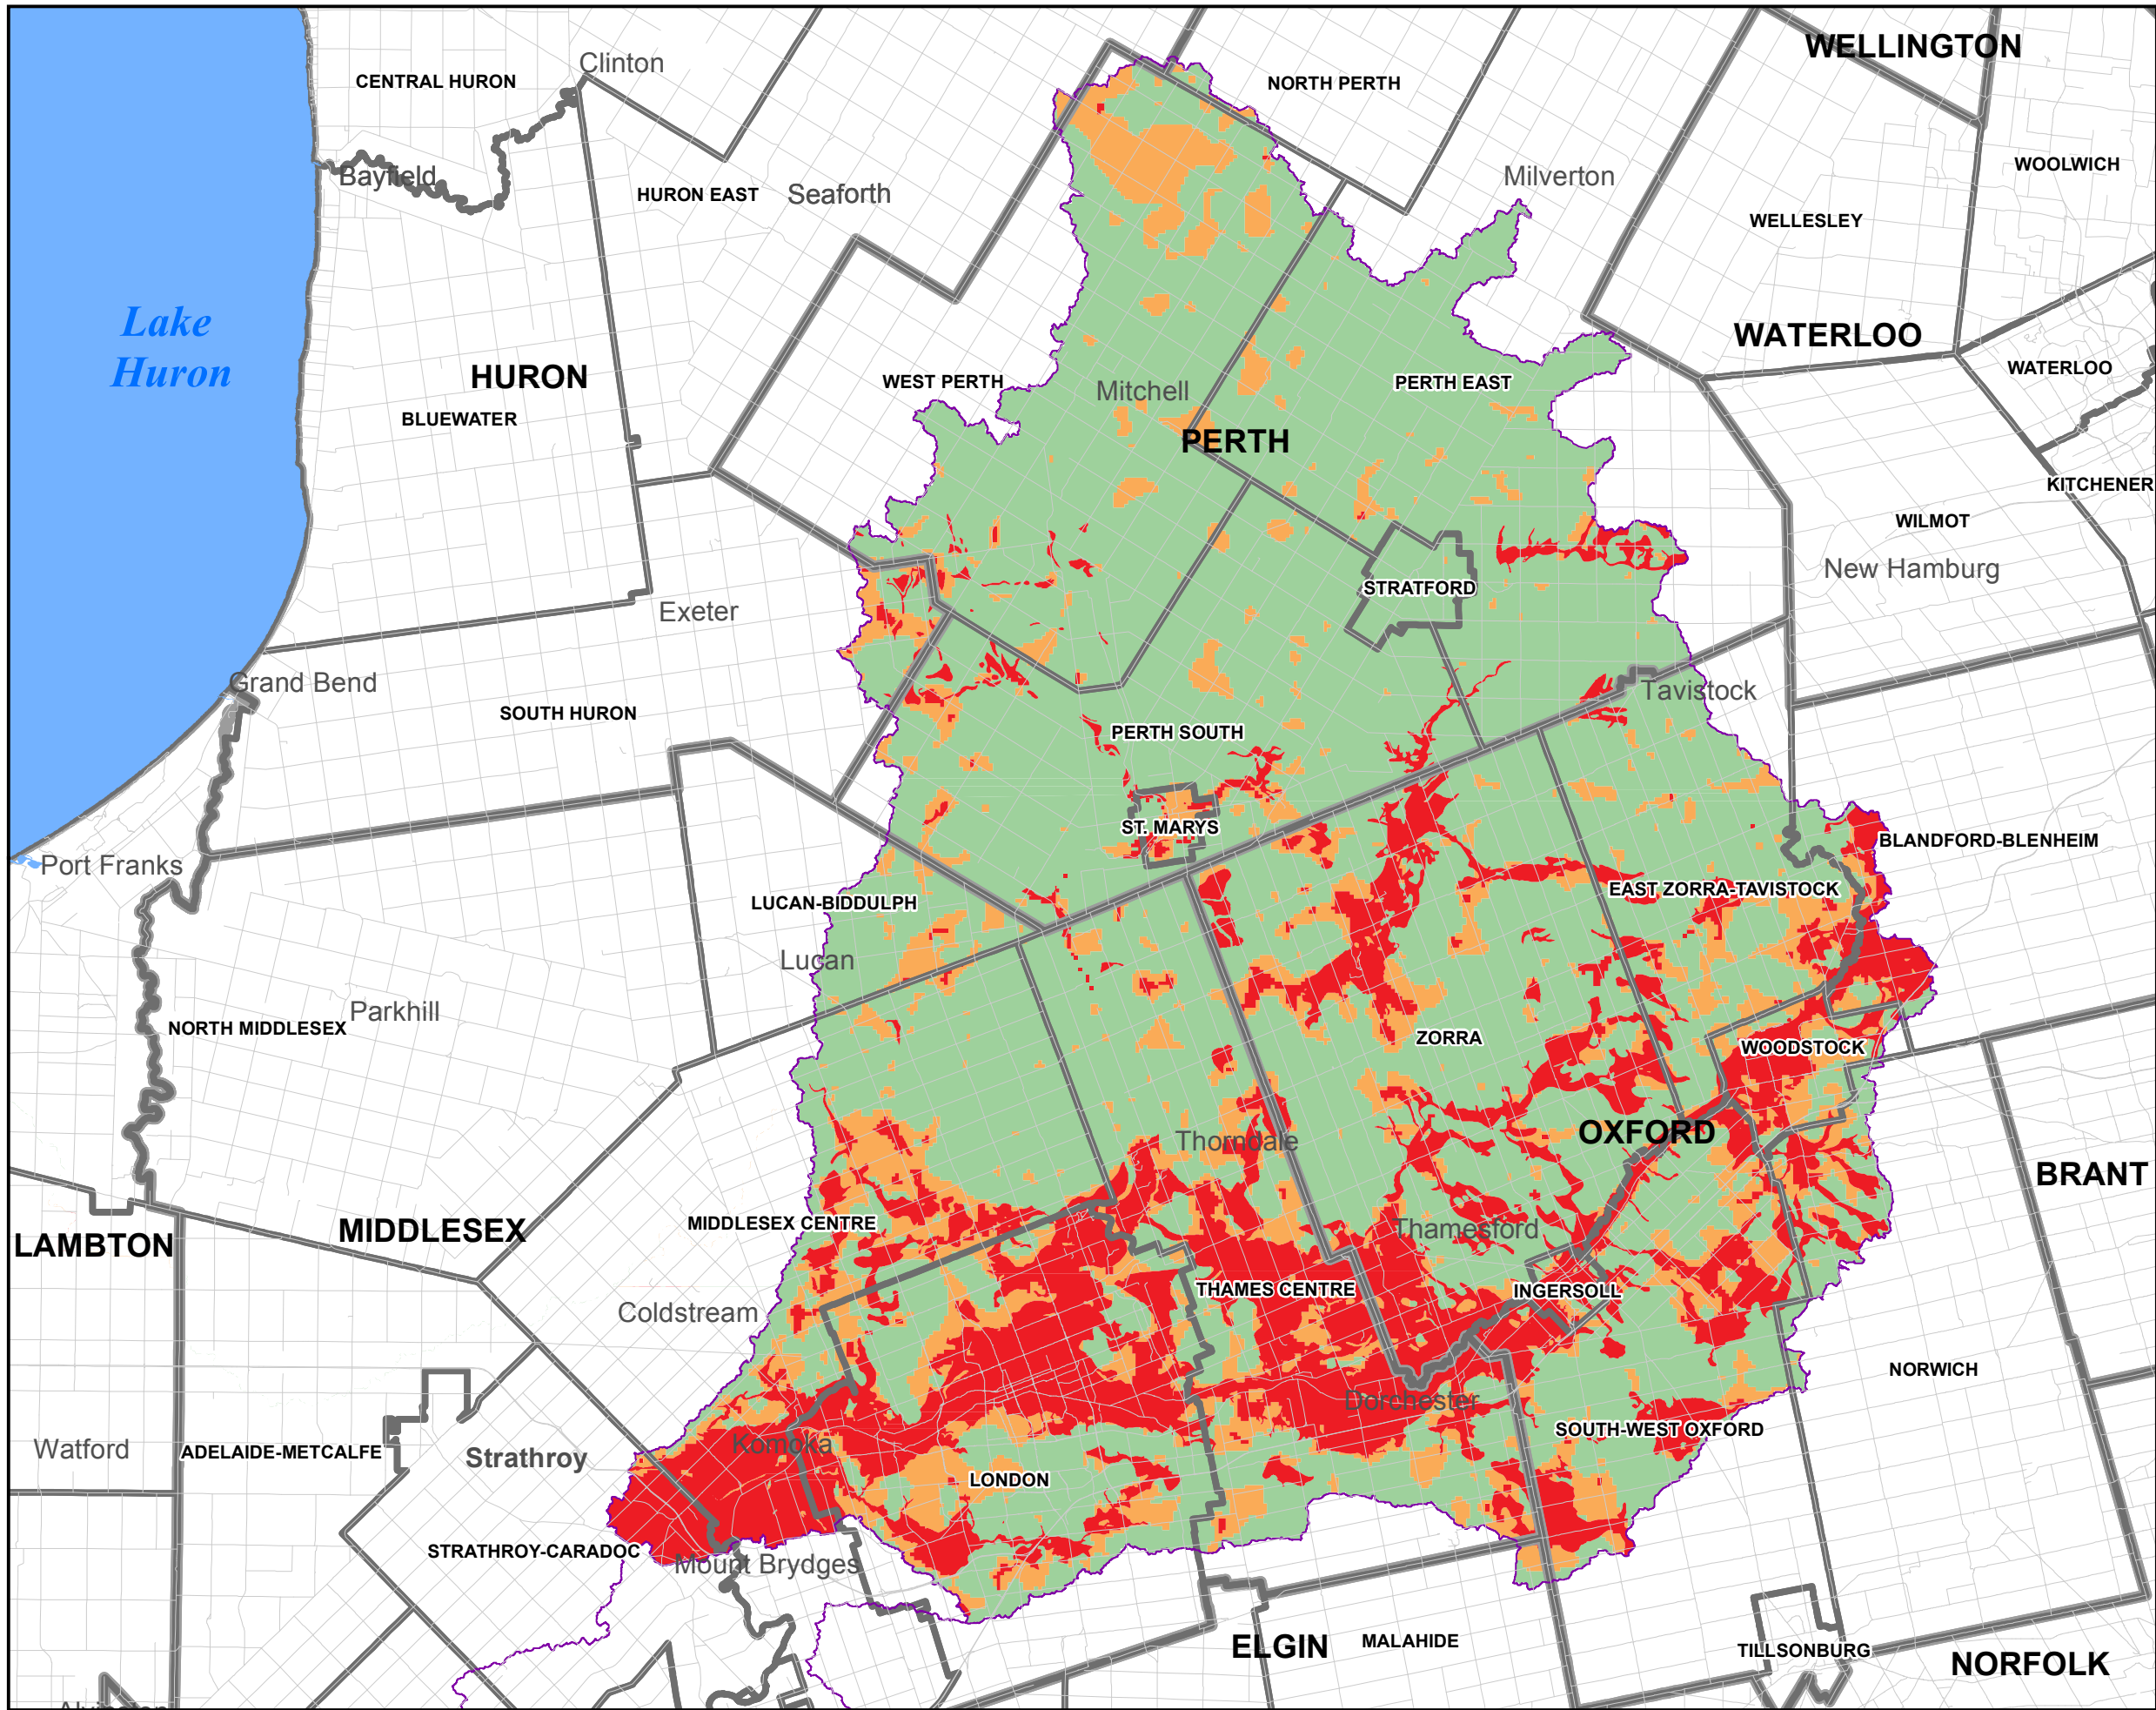 WELLINGTON
Clinton
CENTRAL HURON
NORTH PERTH
WOOLWICH
Bayfield
HURON EAST
Seaforth
Milverton
WELLESLEY
Lake
Huron
WATERLOO
WATERLOO
HURON
WEST PERTH
Mitchell
PERTH EAST
BLUEWATER
PERTH
KITCHENER
WILMOT
New Hamburg
STRATFORD
Exeter
Grand Bend
Tavistock
SOUTH HURON
PERTH SOUTH
ST. MARYS
BLANDFORD-BLENHEIM
Port Franks
EAST ZORRA-TAVISTOCK
LUCAN-BIDDULPH
Lucan
Parkhill
NORTH MIDDLESEX
ZORRA
WOODSTOCK
Thorndale
OXFORD
BRANT
MIDDLESEX
MIDDLESEX CENTRE
Thamesford
LAMBTON
THAMES CENTRE
INGERSOLL
Coldstream
NORWICH
Dorchester
SOUTH-WEST OXFORD
Watford
ADELAIDE-METCALFE
Strathroy
Komoka
LONDON
STRATHROY-CARADOC
Mount Brydges
ELGIN
MALAHIDE
TILLSONBURG
NORFOLK